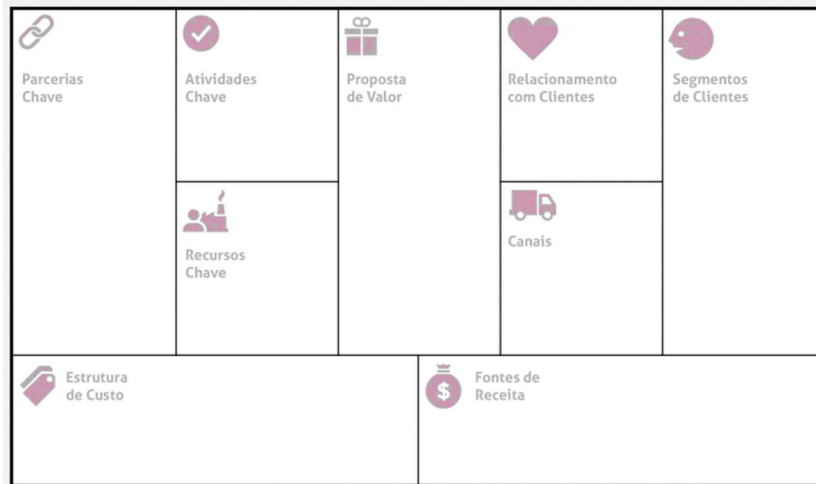 Parcerias
Chave
Atividades
Chave
Recursos
Chave
Proposta
de Valor
Relacionamento
com Clientes
Canais
Segmentos
de Clientes
Estrutura
de Custo
$
Fontes de
Receita